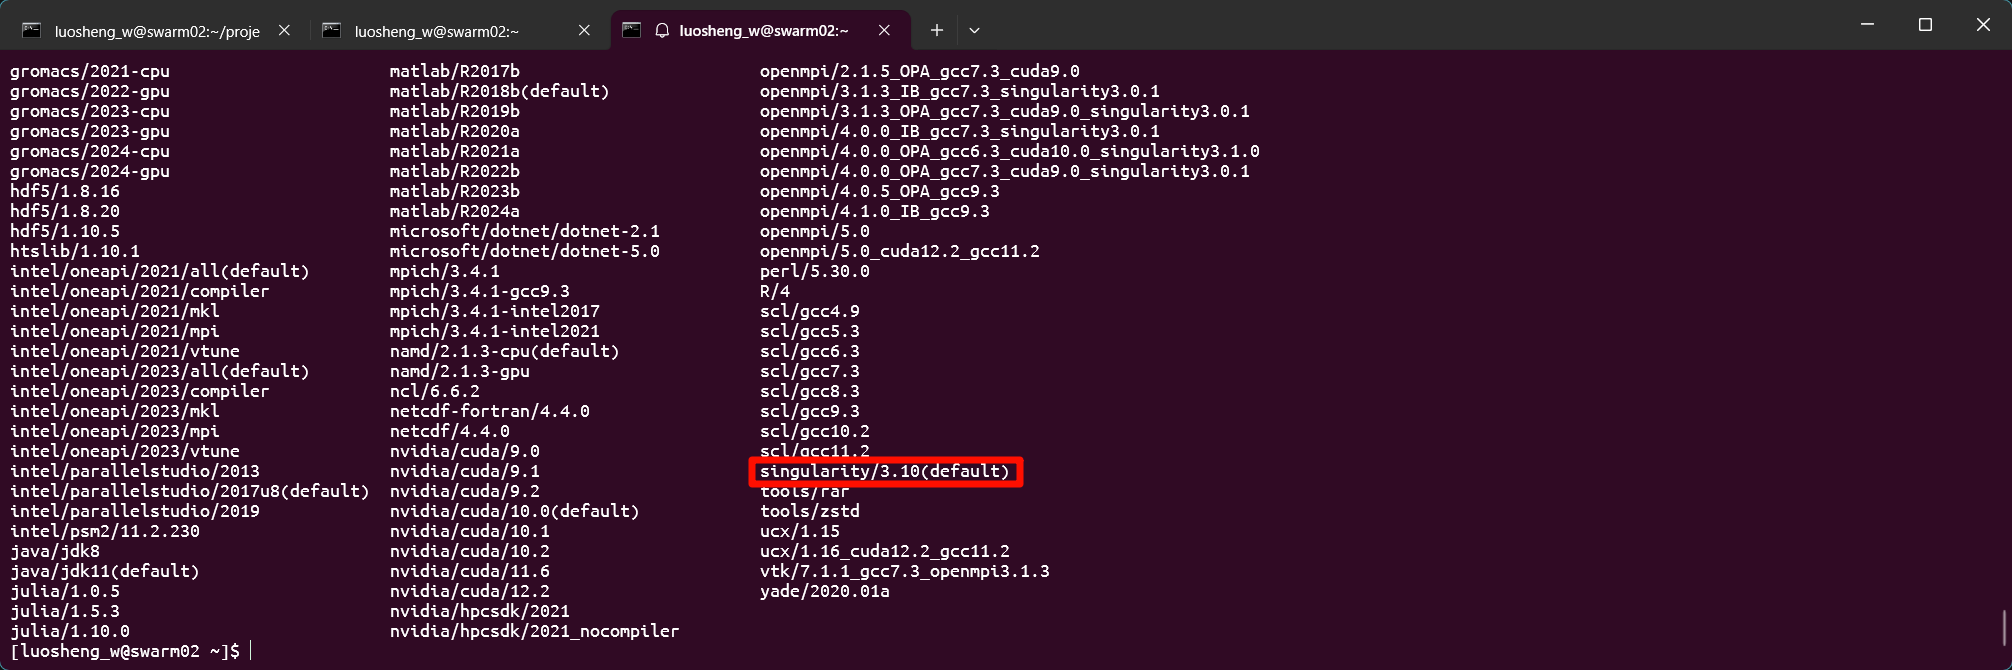 luosheng_w@swarm02:~/proje
luosheng_w@swarm02:~
luosheng_w@swarm02:~
gromacs/2021-cpu matlab/R2017b openmpi/2.1.5_OPA_gcc7.3_cuda9.0
gromacs/2022-gpu matlab/R2018b(default) openmpi/3.1.3_IB_gcc7.3_singularity3.0.1
gromacs/2023-cpu matlab/R2019b openmpi/3.1.3_OPA_gcc7.3_cuda9.0_singularity3.0.1
gromacs/2023-gpu matlab/R2020a openmpi/4.0.0_IB_gcc7.3_singularity3.0.1
gromacs/2024-cpu matlab/R2021a openmpi/4.0.0_OPA_gcc6.3_cuda10.0_singularity3.1.0
gromacs/2024-gpu matlab/R2022b openmpi/4.0.0_OPA_gcc7.3_cuda9.0_singularity3.0.1
hdf5/1.8.16 matlab/R2023b openmpi/4.0.5_OPA_gcc9.3
hdf5/1.8.20 matlab/R2024a openmpi/4.1.0_IB_gcc9.3
hdf5/1.10.5 microsoft/dotnet/dotnet-2.1 openmpi/5.0
htslib/1.10.1 microsoft/dotnet/dotnet-5.0 openmpi/5.0_cuda12.2_gcc11.2
intel/oneapi/2021/all(default) mpich/3.4.1 perl/5.30.0
intel/oneapi/2021/compiler mpich/3.4.1-gcc9.3 R/4
intel/oneapi/2021/mkl mpich/3.4.1-intel2017 scl/gcc4.9
intel/oneapi/2021/mpi mpich/3.4.1-intel2021 scl/gcc5.3
intel/oneapi/2021/vtune namd/2.1.3-cpu(default) scl/gcc6.3
intel/oneapi/2023/all(default) namd/2.1.3-gpu scl/gcc7.3
intel/oneapi/2023/compiler ncl/6.6.2 scl/gcc8.3
intel/oneapi/2023/mkl netcdf-fortran/4.4.0 scl/gcc9.3
intel/oneapi/2023/mpi netcdf/4.4.0 scl/gcc10.2
intel/oneapi/2023/vtune nvidia/cuda/9.0 scl/gcc11.2
intel/parallelstudio/2013 nvidia/cuda/9.1 singularity/3.10(default)
intel/parallelstudio/2017u8(default) nvidia/cuda/9.2 tools/rar
intel/parallelstudio/2019 nvidia/cuda/10.0(default) tools/zstd
intel/psm2/11.2.230 nvidia/cuda/10.1 ucx/1.15
java/jdk8 nvidia/cuda/10.2 ucx/1.16_cuda12.2_gcc11.2
java/jdk11(default) nvidia/cuda/11.6 vtk/7.1.1_gcc7.3_openmpi3.1.3
julia/1.0.5 nvidia/cuda/12.2 yade/2020.01a
julia/1.5.3 nvidia/hpcsdk/2021
julia/1.10.0 nvidia/hpcsdk/2021_nocompiler
[luosheng_w@swarm02 ~]$